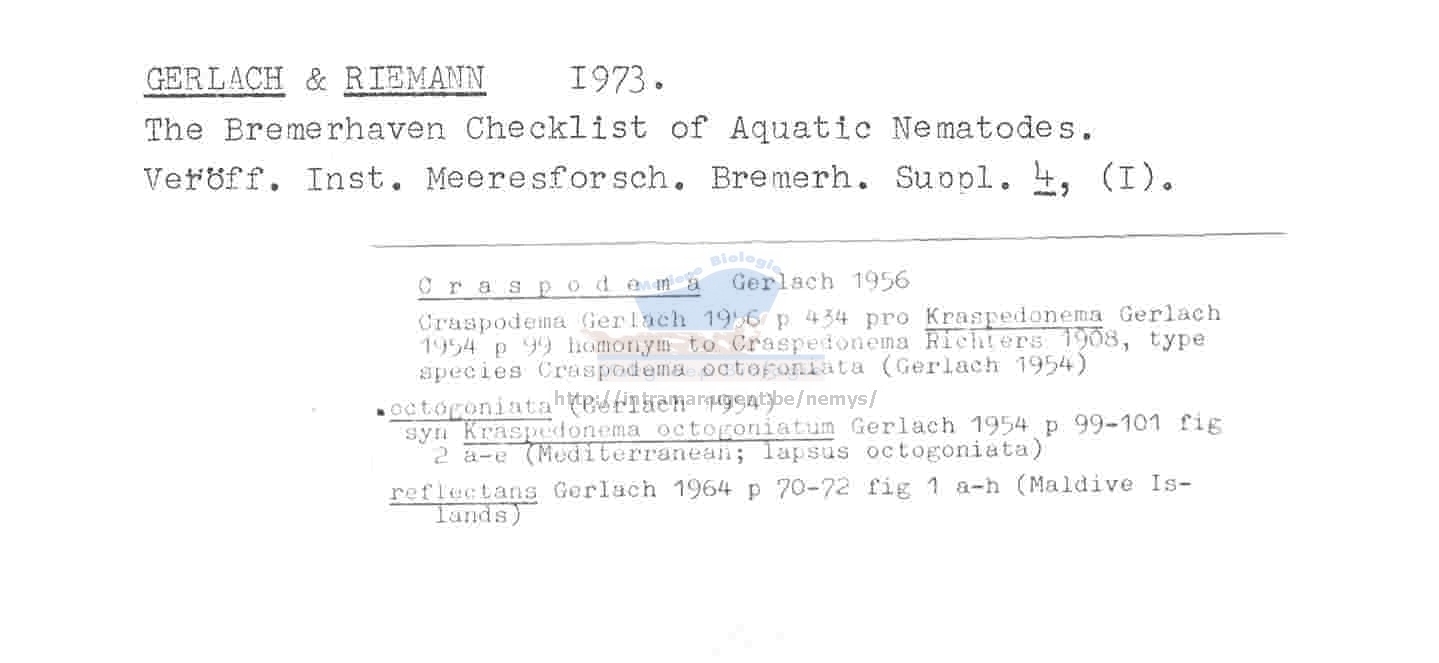 GERLACH & RIEMANN I973.
The Bremerhaven Checklist of Aquatic Nematodes.
Veröff. Inst. Meeresforsch. Bremerh. Suppl. 4, (I).
C r a s p o d e m a Gerlach 1956
Craspodema Gerlach 1956 p 434 pro Kraspedonema Gerlach
1954 p 99 homonym to Craspedonema Richters 1908, type
species Craspodema octogoniata (Gerlach 1954)
octogoniata (Gerlach 1954)
syn Kraspedonema octogoniatum Gerlach 1954 p 99-101 fig
2 a-e (Mediterranean; lapsus octogoniata)
reflectans Gerlach 1964 p 70-72 fig 1 a-h (Maldive Is-
lands)
Mariene Biologie
http://intramar.ugent.be/nemys/